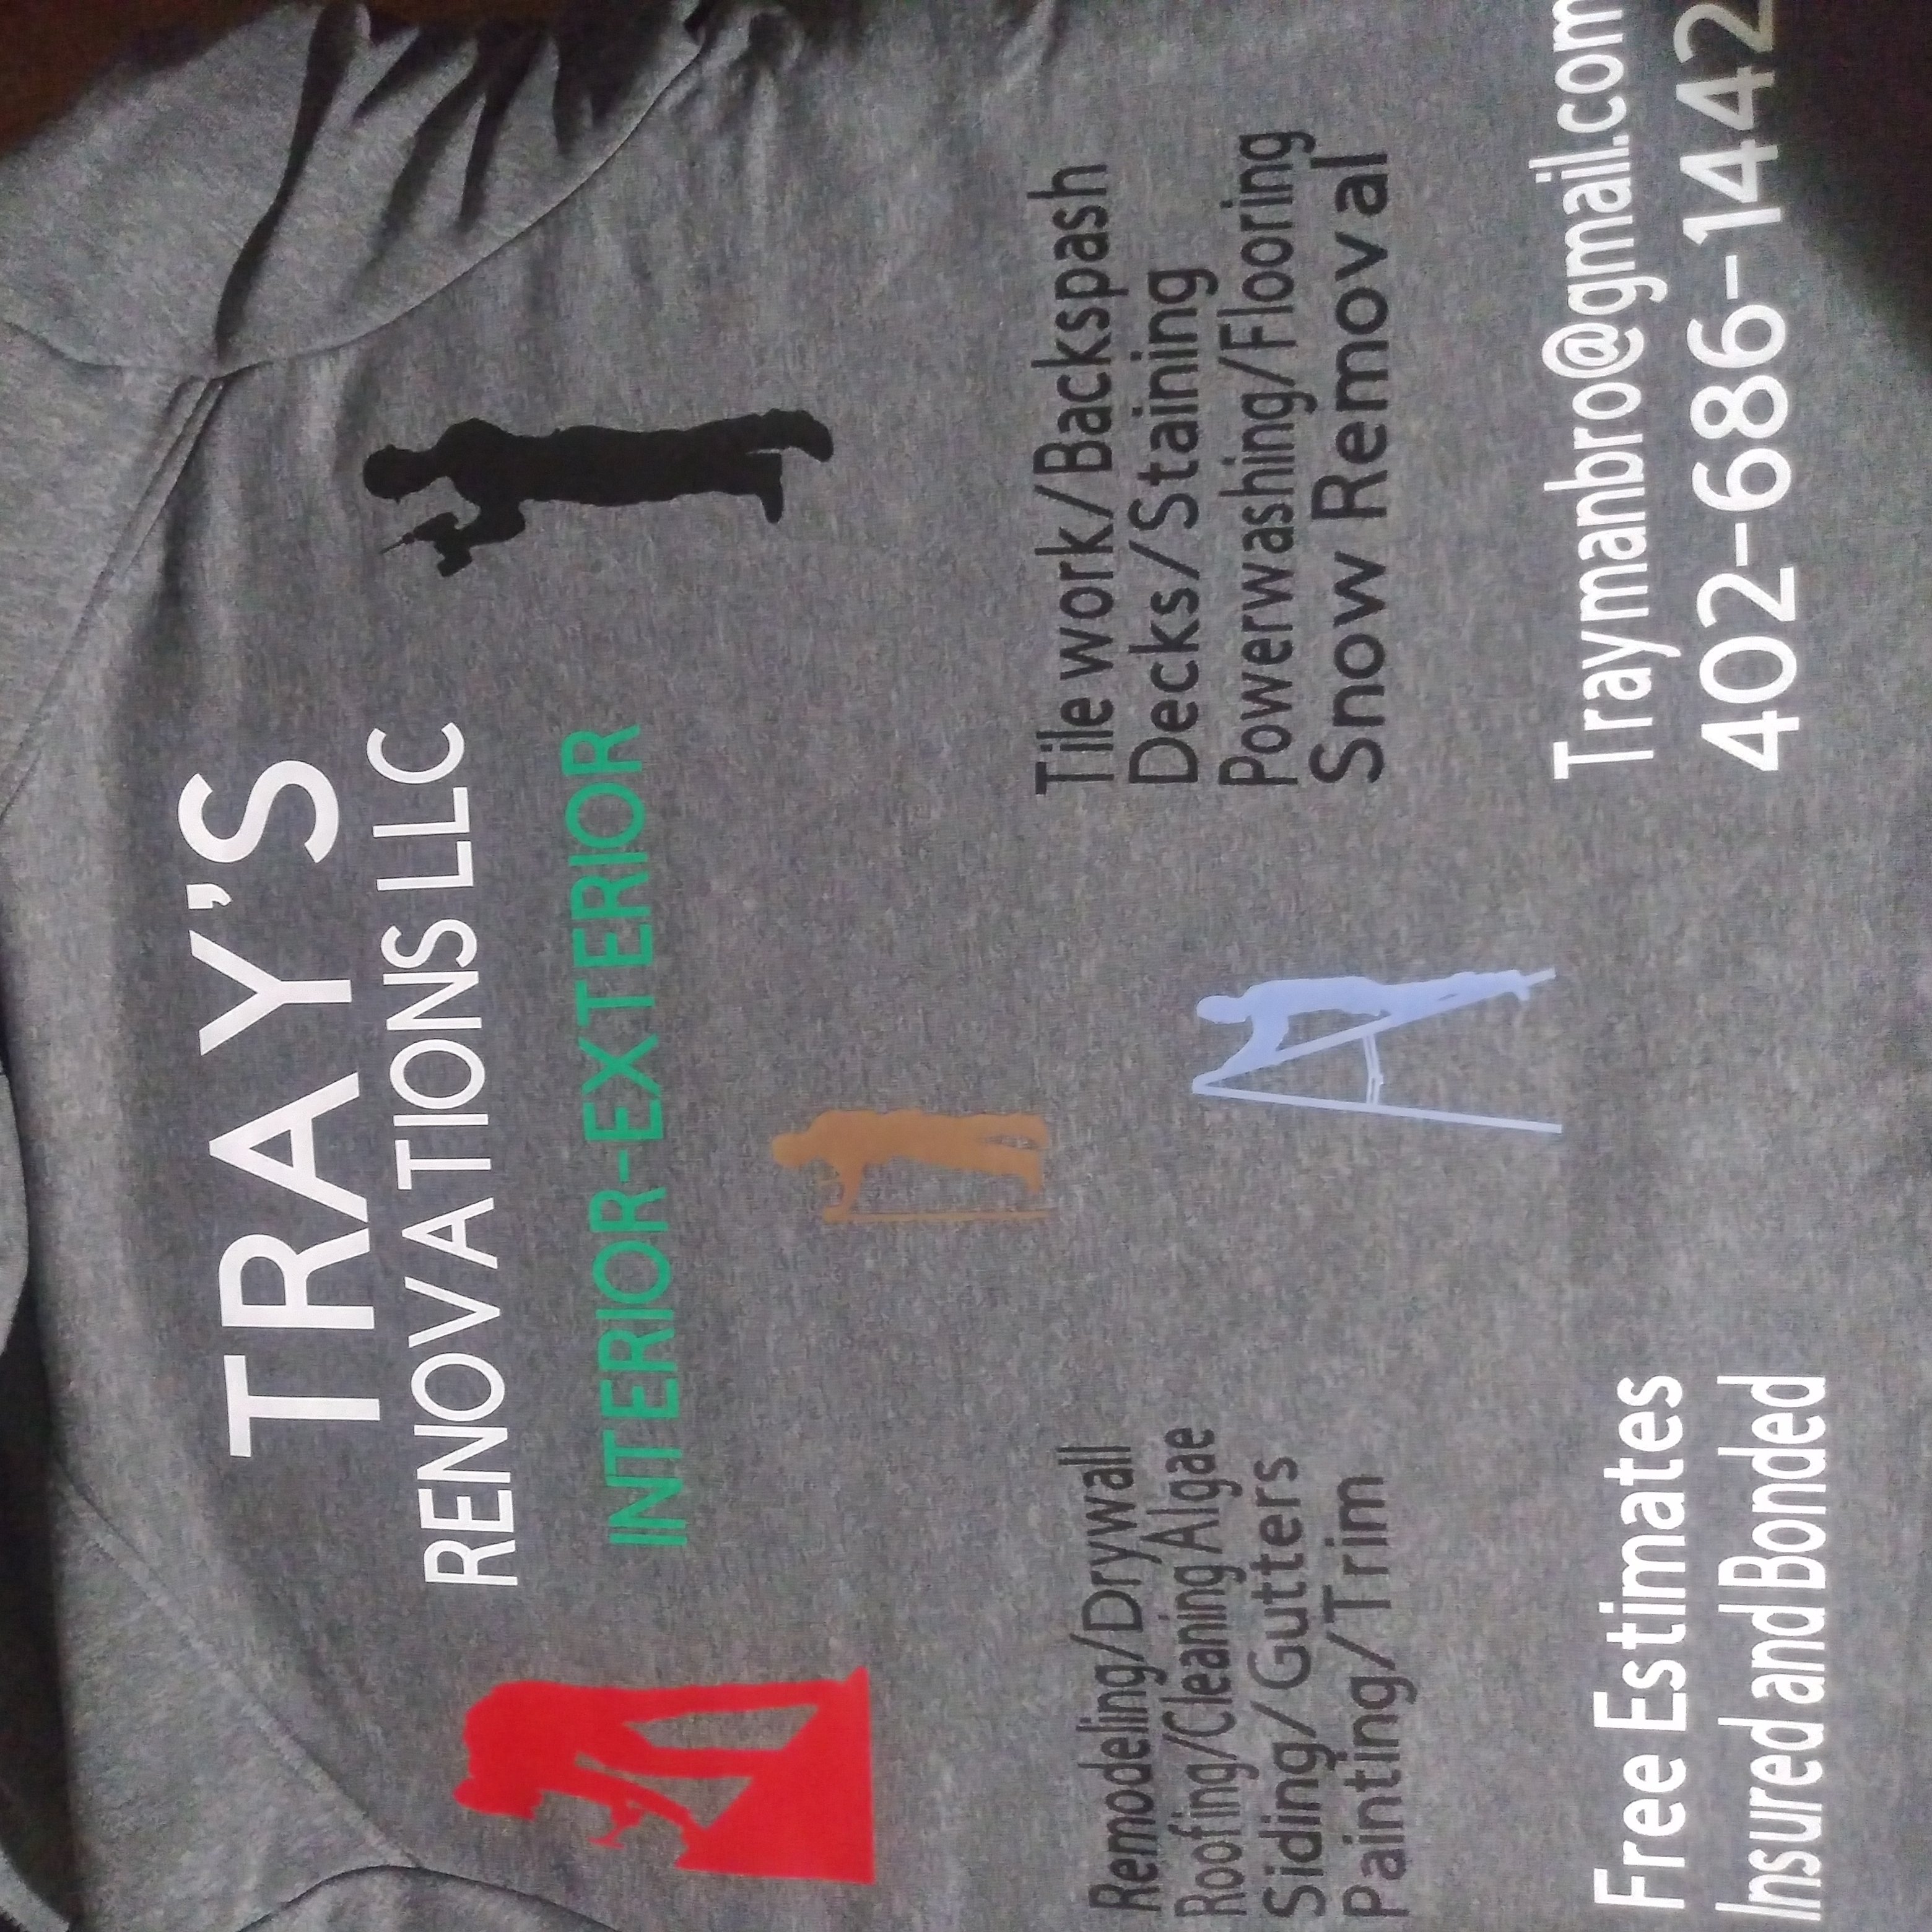 TRAY'S
RENOVATIONS LLC
INTERIOR-EXTERIOR
Remodeling/Drywall
Roofing/Cleaning Algae
Siding/Gutters
Painting/Trim
Tile work/Backspash
Decks/Staining
Powerwashing/Flooring
Snow Removal
Free Estimates
Insured and Bonded
Traymanbro@gmail.com
402-686-1442